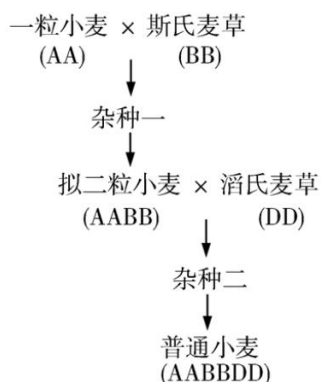 一粒小麦 × 斯氏麦草
(AA) (BB)
杂种一
拟二粒小麦 × 滔氏麦草
(AABB) (DD)
杂种二
普通小麦
(AABBDD)